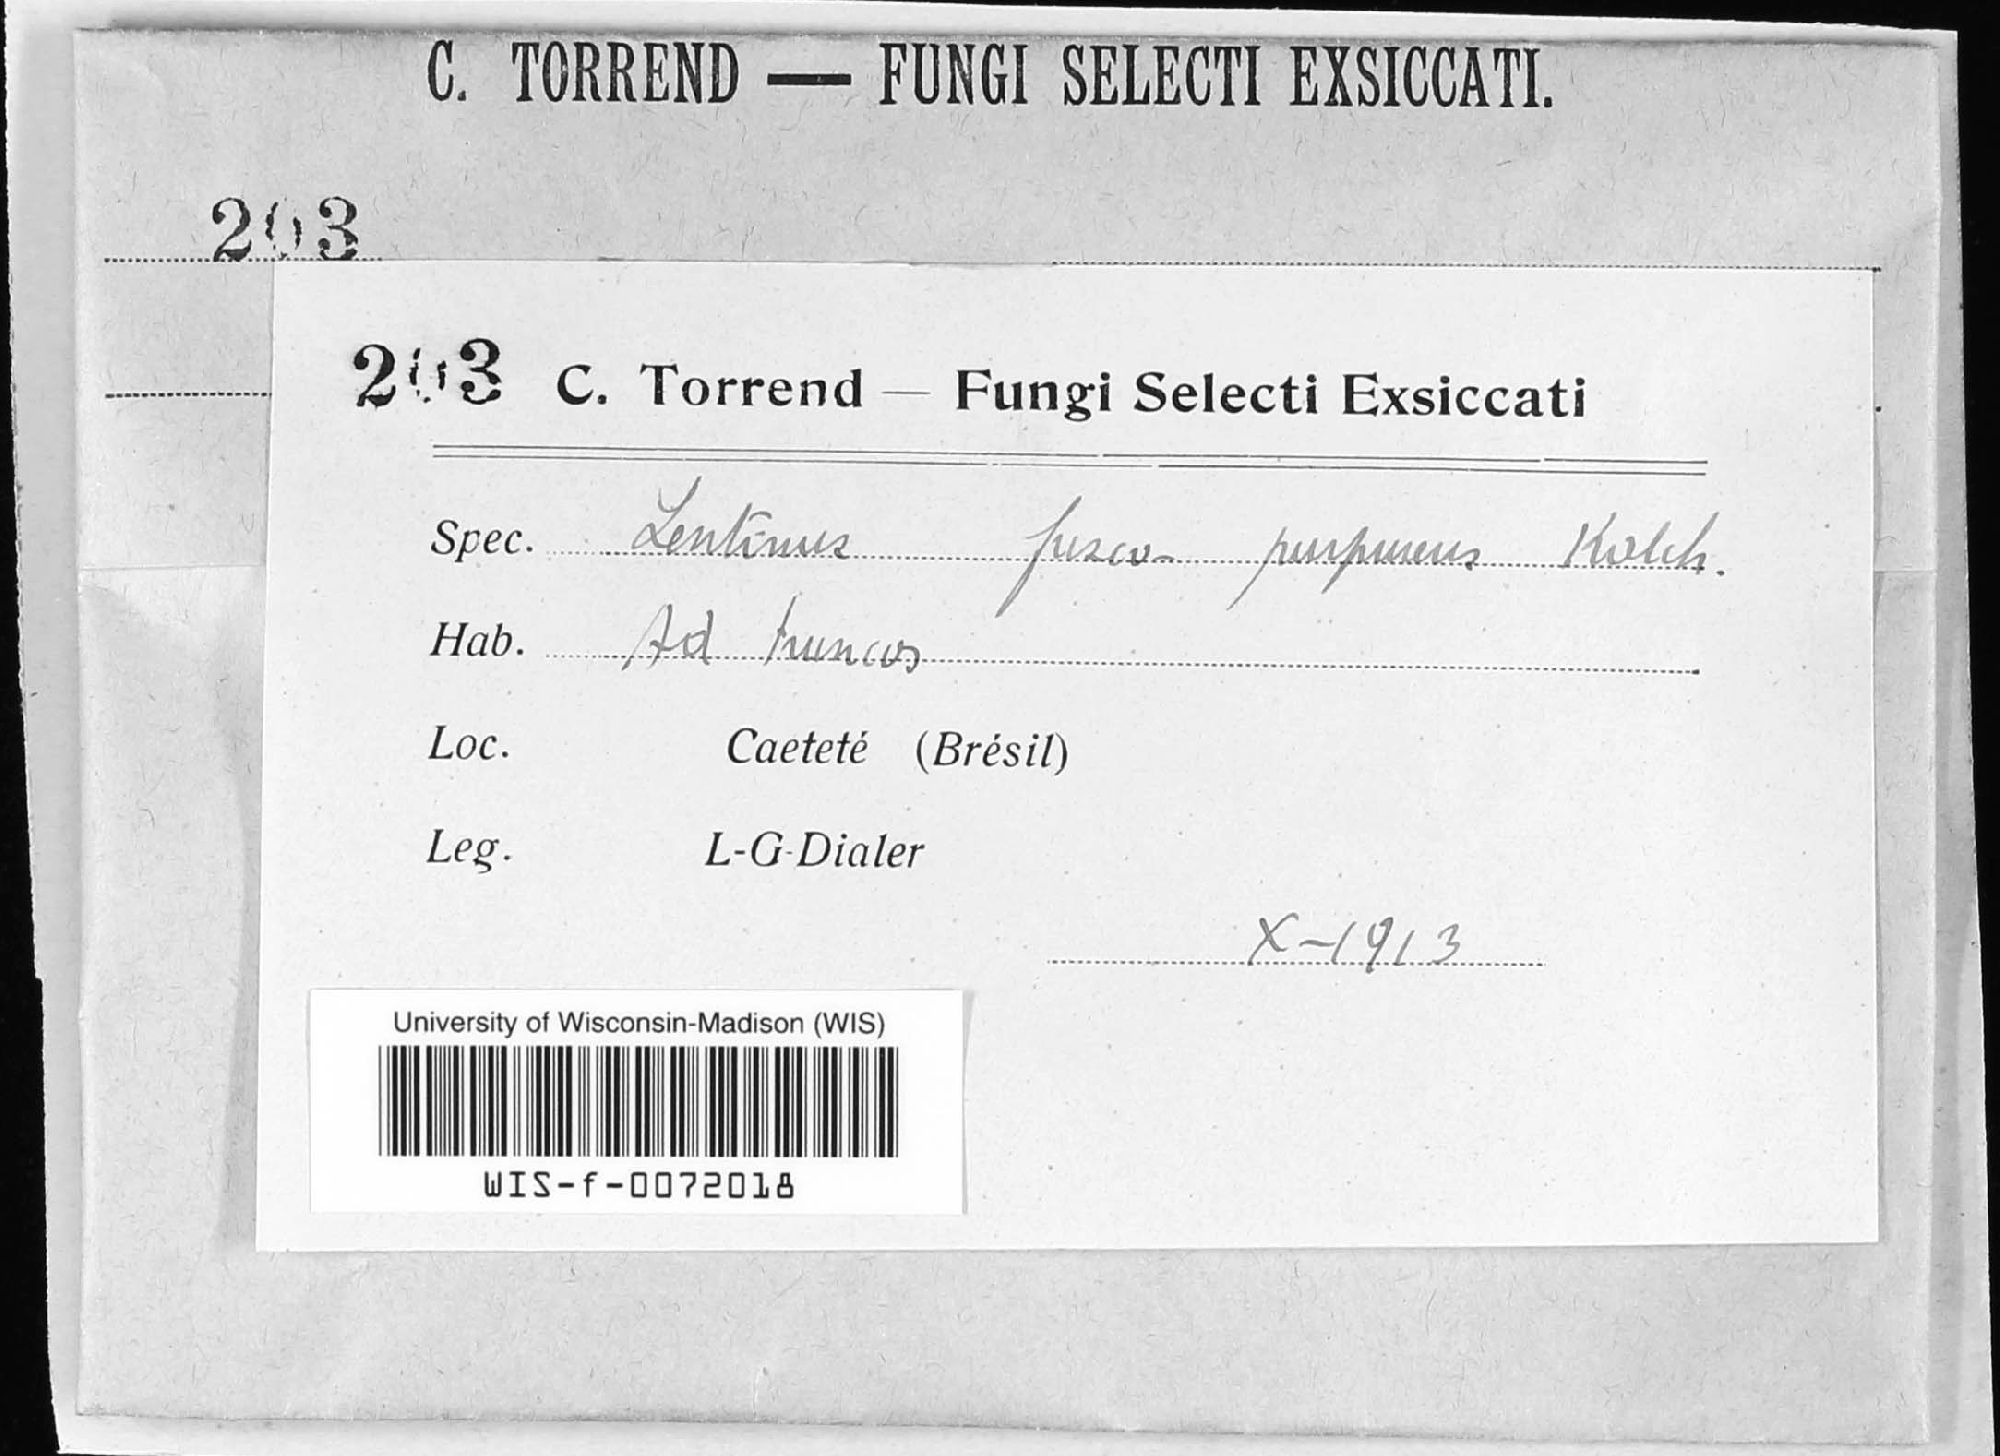 C. TORREND — FUNGI SELECTI EXSICCATI.
203
203 C. Torrend — Fungi Selecti Exsiccati
Spec. Lentinus fusco- purpureus Kalch.
Hab. Ad truncos
Loc. Caeteté (Brésil)
Leg. L-G-Dialer
X-1913
University of Wisconsin-Madison (WIS)
WIS-f-0072018